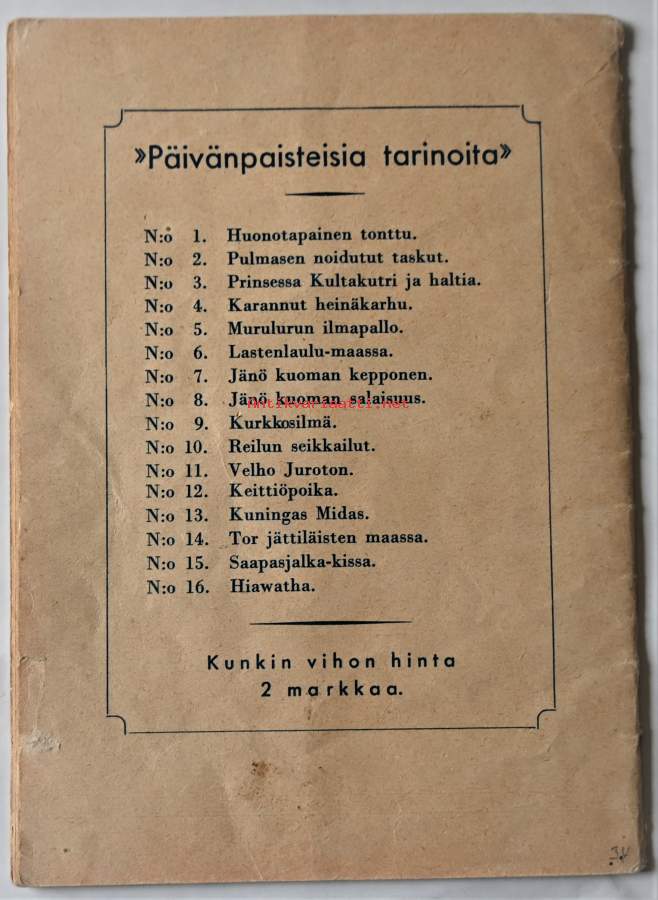 »Päivänpaisteisia tarinoita»
N:o 1. Huonotapainen tonttu.
N:o 2. Pulmasen noidutut taskut.
N:o 3. Prinsessa Kultakutri ja haltia.
N:o 4. Karannut heinäkarhu.
N:o 5. Murulurun ilmapallo.
N:o 6. Lastenlaulu-maassa.
N:o 7. Jänö kuoman kepponen.
N:o 8. Jänö kuoman salaisuus.
antikvariaatti.net
N:o 9. Kurkkosilmä.
N:o 10. Reilun seikkailut.
N:o 11. Velho Juroton.
N:o 12. Keittiöpoika.
N:o 13. Kuningas Midas.
N:o 14. Tor jättiläisten maassa.
N:o 15. Saapasjalka-kissa.
N:o 16. Hiawatha.
Kunkin vihon hinta
2 markkaa.